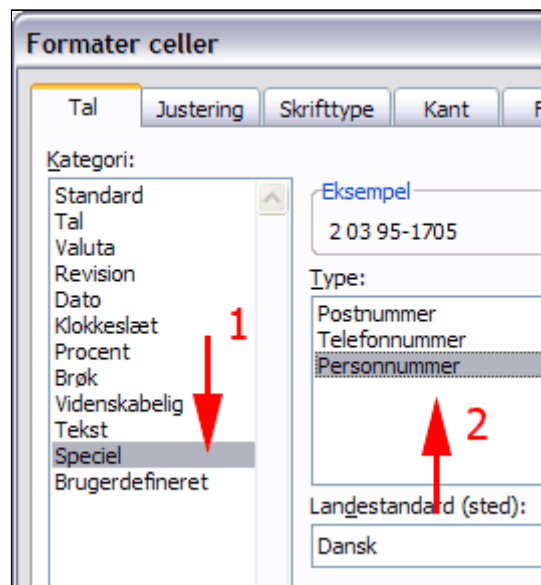 Formater celler
Tal Justering Skrifttype Kant F
Kategori:
Standard
Tal
Valuta
Revision
Dato
Klokkeslæt
Procent
Brøk
Videnskabelig
Tekst
Speciel
Brugerdefineret
1
Eksempel
2 03 95-1705
Type:
Postnummer
Telefonnummer
Personnummer
2
Landestandard (sted):
Dansk